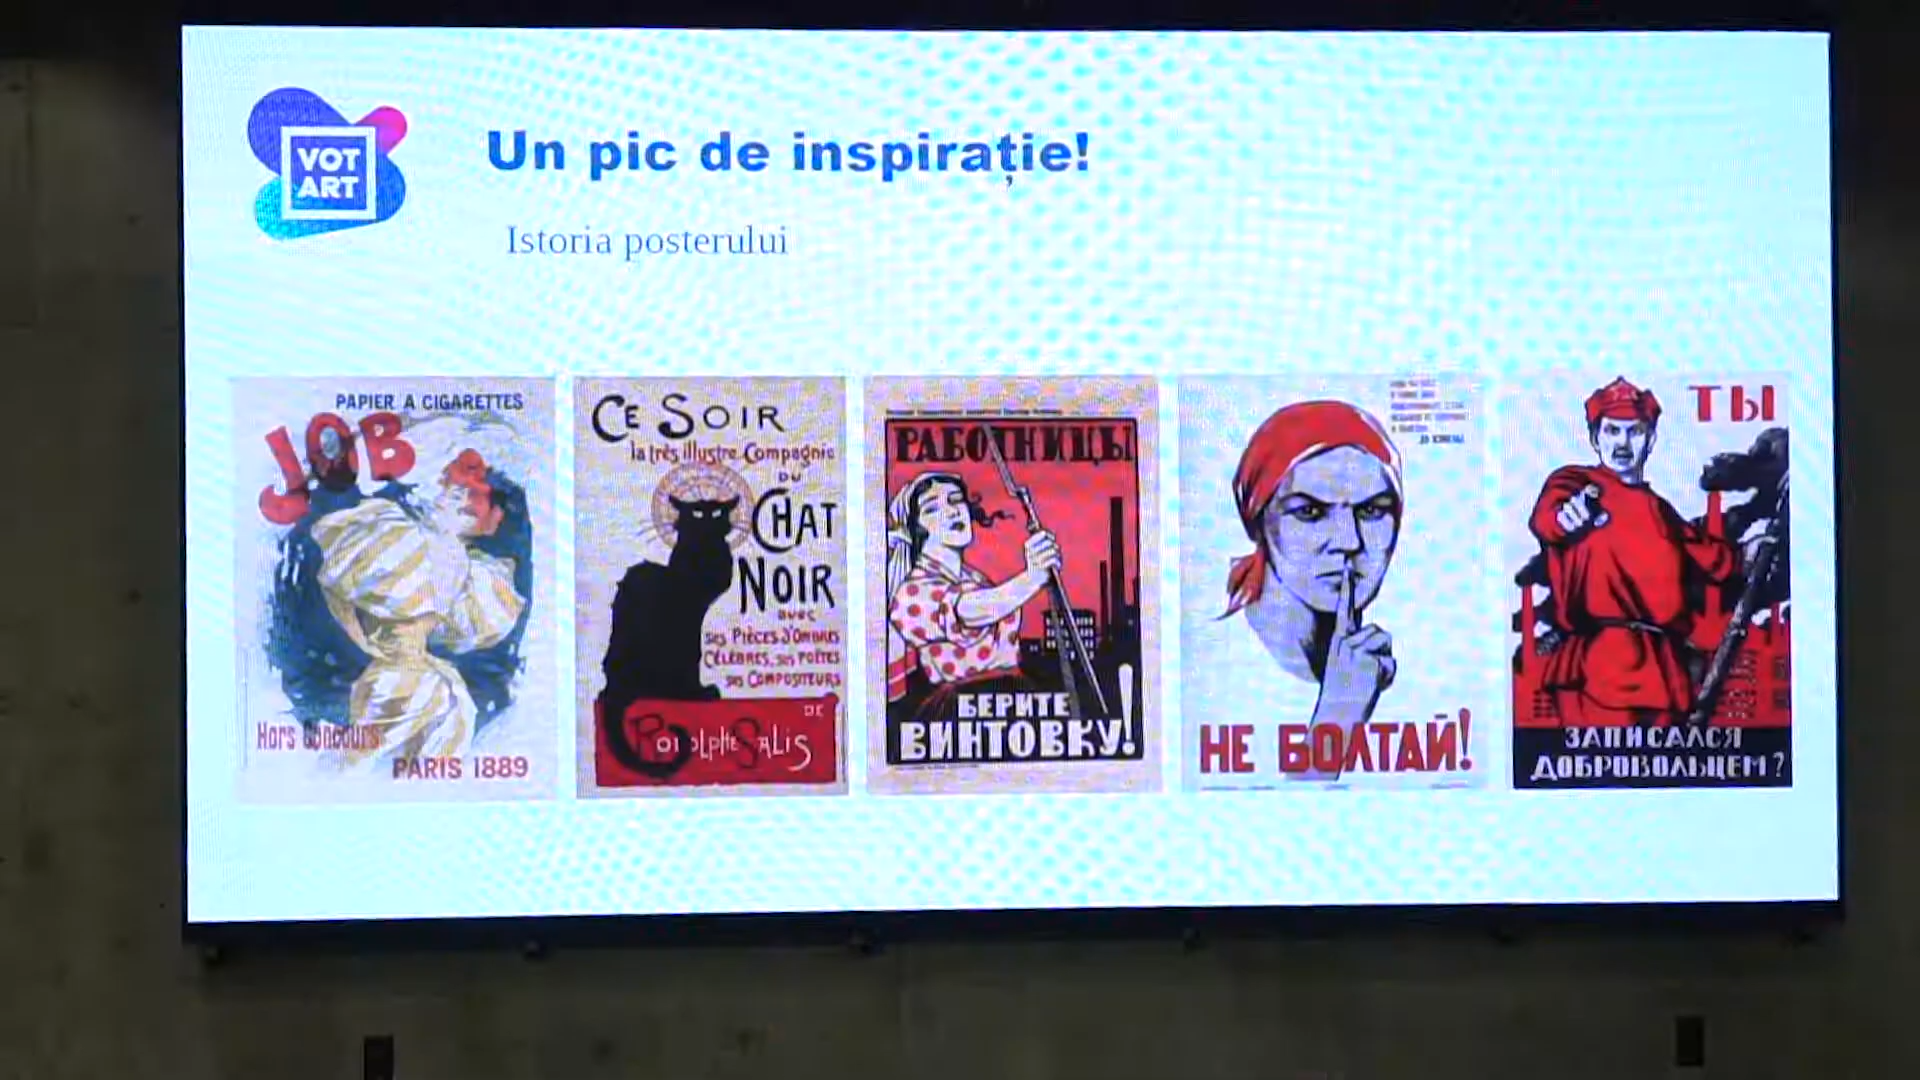 VOT
ART
Un pic de inspirație!
Istoria posterului
PAPIER A CIGARETTES
JOB
Hors Concours
PARIS 1889
CE SOIR
la très illustre Compagnie
DU
CHAT
NOIR
avec
ses PIÈCES D'OMBRES
CÉLÈBRES, ses POÈTES
ses COMPOSITEURS
DE
RODOLPHE SALIS
РАБОТНИЦЫ
БЕРИТЕ
ВИНТОВКУ!
НЕ БОЛТАЙ!
ТЫ
ЗАПИСАЛСЯ
ДОБРОВОЛЬЦЕМ?